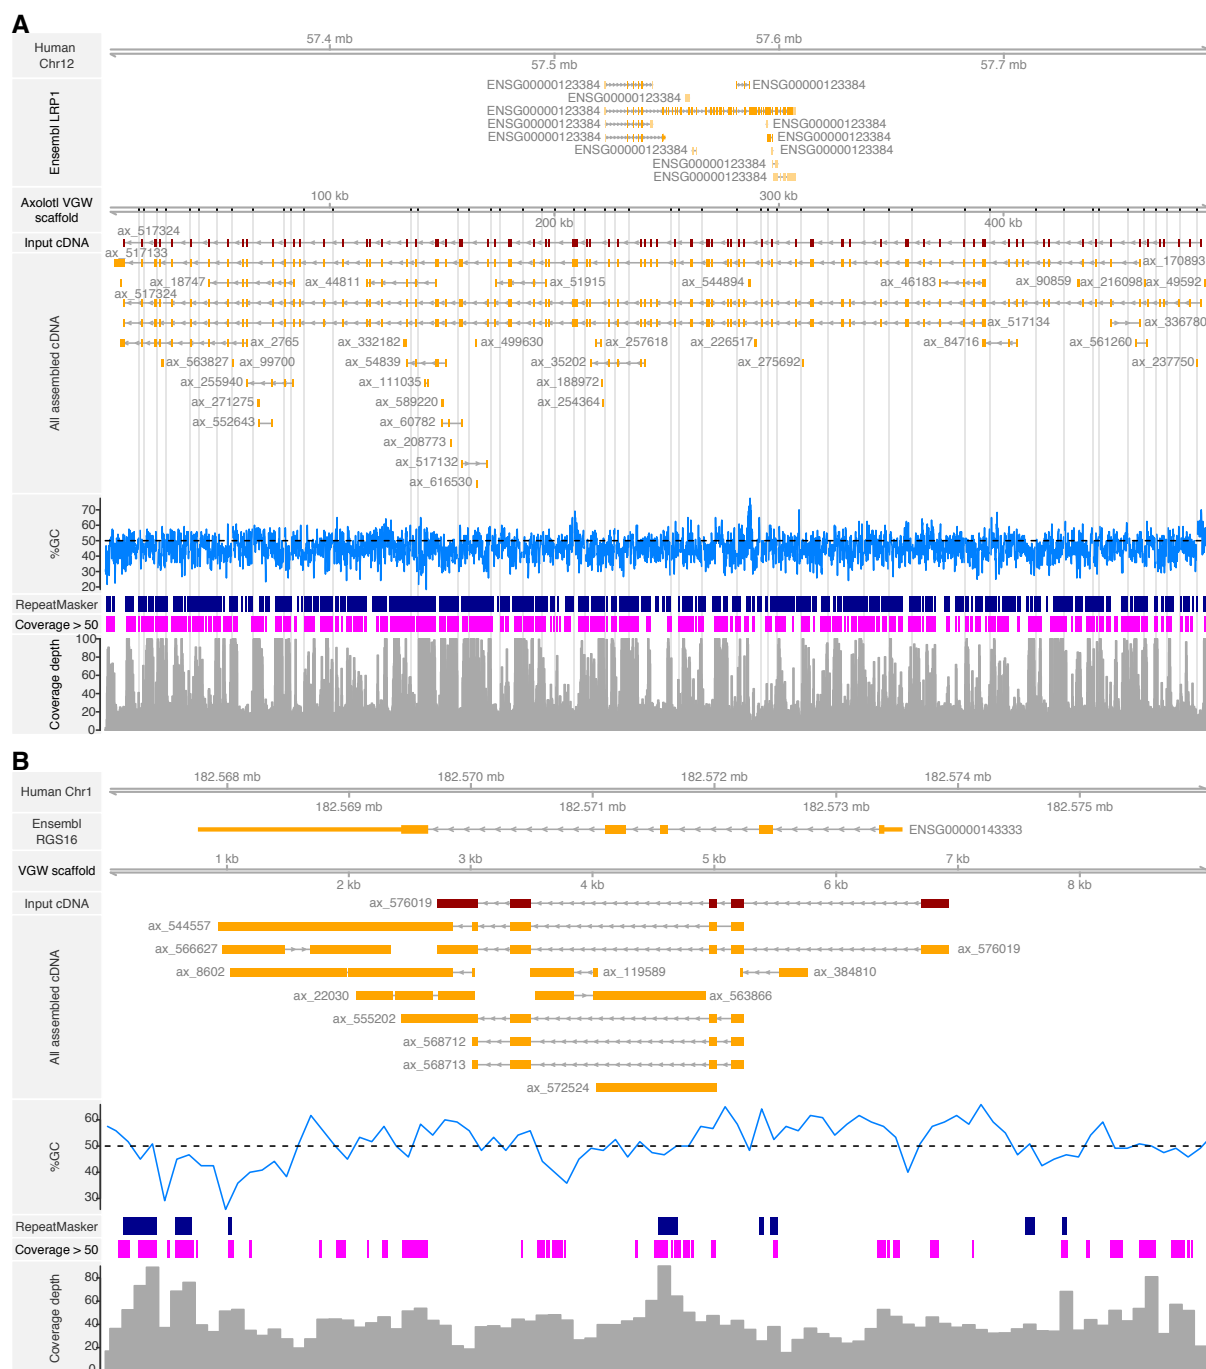 A
57.4 mb 57.6 mb
Human
Chr12
57.5 mb 57.7 mb
Ensembl LRP1
ENSG00000123384 ENSG00000123384
ENSG00000123384
ENSG00000123384
ENSG00000123384 ENSG00000123384
ENSG00000123384 ENSG00000123384
ENSG00000123384 ENSG00000123384
ENSG00000123384
ENSG00000123384
Axolotl VGW
scaffold
100 kb 300 kb
200 kb 400 kb
ax_517324
Input cDNA
All assembled cDNA
ax_517133 ax_170893
ax_18747 ax_44811 ax_51915 ax_544894 ax_46183 ax_90859 ax_216098 ax_49592
ax_517324
ax_517134 ax_336780
ax_2765 ax_332182 ax_499630 ax_257618 ax_226517 ax_84716 ax_561260
ax_563827 ax_99700 ax_54839 ax_35202 ax_275692 ax_237750
ax_255940 ax_111035 ax_188972
ax_271275 ax_589220 ax_254364
ax_552643 ax_60782
ax_208773
ax_517132
ax_616530
%GC
70
60
50
40
30
20
RepeatMasker
Coverage > 50
Coverage depth
100
80
60
40
20
0
B
182.568 mb 182.570 mb 182.572 mb 182.574 mb
Human Chr1
182.569 mb 182.571 mb 182.573 mb 182.575 mb
Ensembl
RGS16
ENSG00000143333
1 kb 3 kb 5 kb 7 kb
VGW scaffold
2 kb 4 kb 6 kb 8 kb
Input cDNA
ax_576019
All assembled cDNA
ax_544557
ax_566627 ax_576019
ax_8602 ax_119589 ax_384810
ax_22030 ax_563866
ax_555202
ax_568712
ax_568713
ax_572524
%GC
60
50
40
30
RepeatMasker
Coverage > 50
Coverage depth
80
60
40
20
0